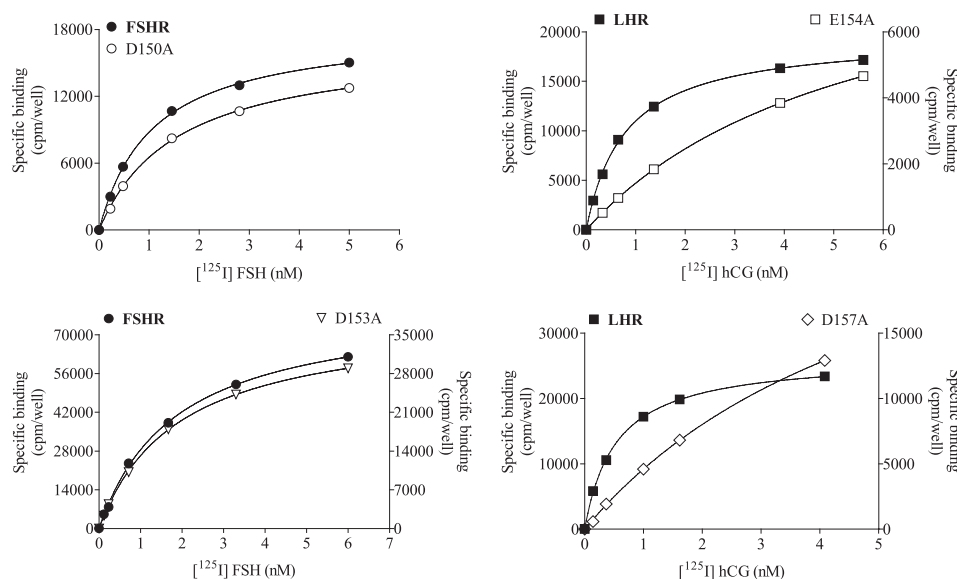 FSHR
D150A
18000
12000
6000
0
Specific binding
(cpm/well)
0 1 2 3 4 5 6
[¹²⁵I] FSH (nM)
LHR
E154A
20000
15000
10000
5000
0
Specific binding
(cpm/well)
6000
4000
2000
0
Specific binding
(cpm/well)
0 1 2 3 4 5 6
[¹²⁵I] hCG (nM)
FSHR
D153A
70000
56000
42000
28000
14000
0
Specific binding
(cpm/well)
35000
28000
21000
14000
7000
0
Specific binding
(cpm/well)
0 1 2 3 4 5 6 7
[¹²⁵I] FSH (nM)
LHR
D157A
30000
20000
10000
0
Specific binding
(cpm/well)
15000
10000
5000
0
Specific binding
(cpm/well)
0 1 2 3 4 5
[¹²⁵I] hCG (nM)